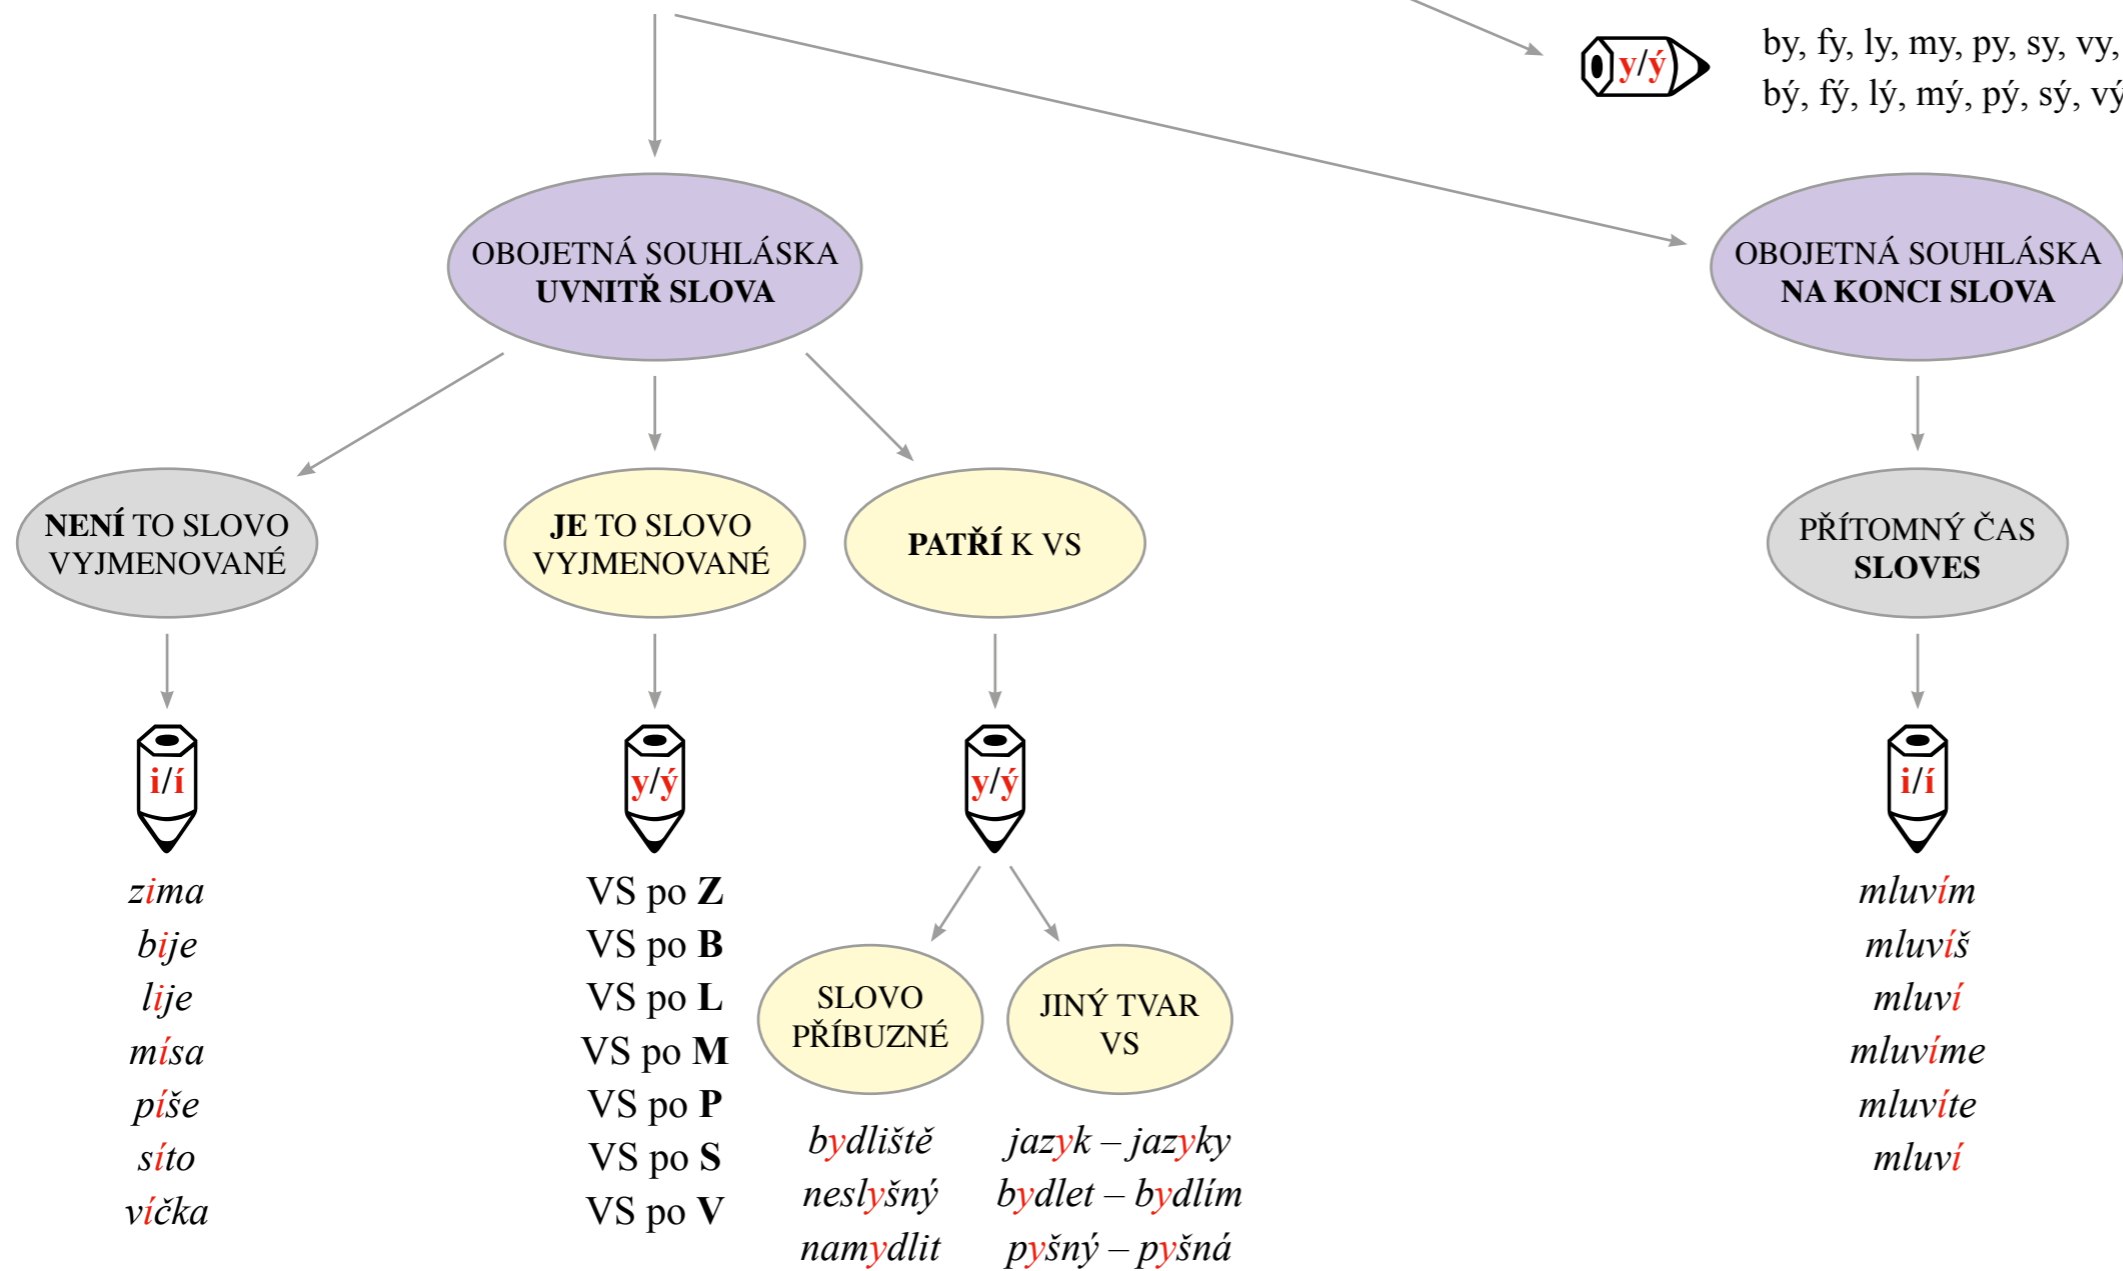 y/ý
by, fy, ly, my, py, sy, vy,
bý, fý, lý, mý, pý, sý, vý
OBOJETNÁ SOUHLÁSKA
UVNITŘ SLOVA
OBOJETNÁ SOUHLÁSKA
NA KONCI SLOVA
NENÍ TO SLOVO
VYJMENOVANÉ
JE TO SLOVO
VYJMENOVANÉ
PATŘÍ K VS
PŘÍTOMNÝ ČAS
SLOVES
i/í
y/ý
y/ý
i/í
zima
bije
lije
mísa
píše
síto
víčka
VS po Z
VS po B
VS po L
VS po M
VS po P
VS po S
VS po V
SLOVO
PŘÍBUZNÉ
JINÝ TVAR
VS
bydliště
neslyšný
namydlit
jazyk – jazyky
bydlet – bydlím
pyšný – pyšná
mluvím
mluvíš
mluví
mluvíme
mluvíte
mluví